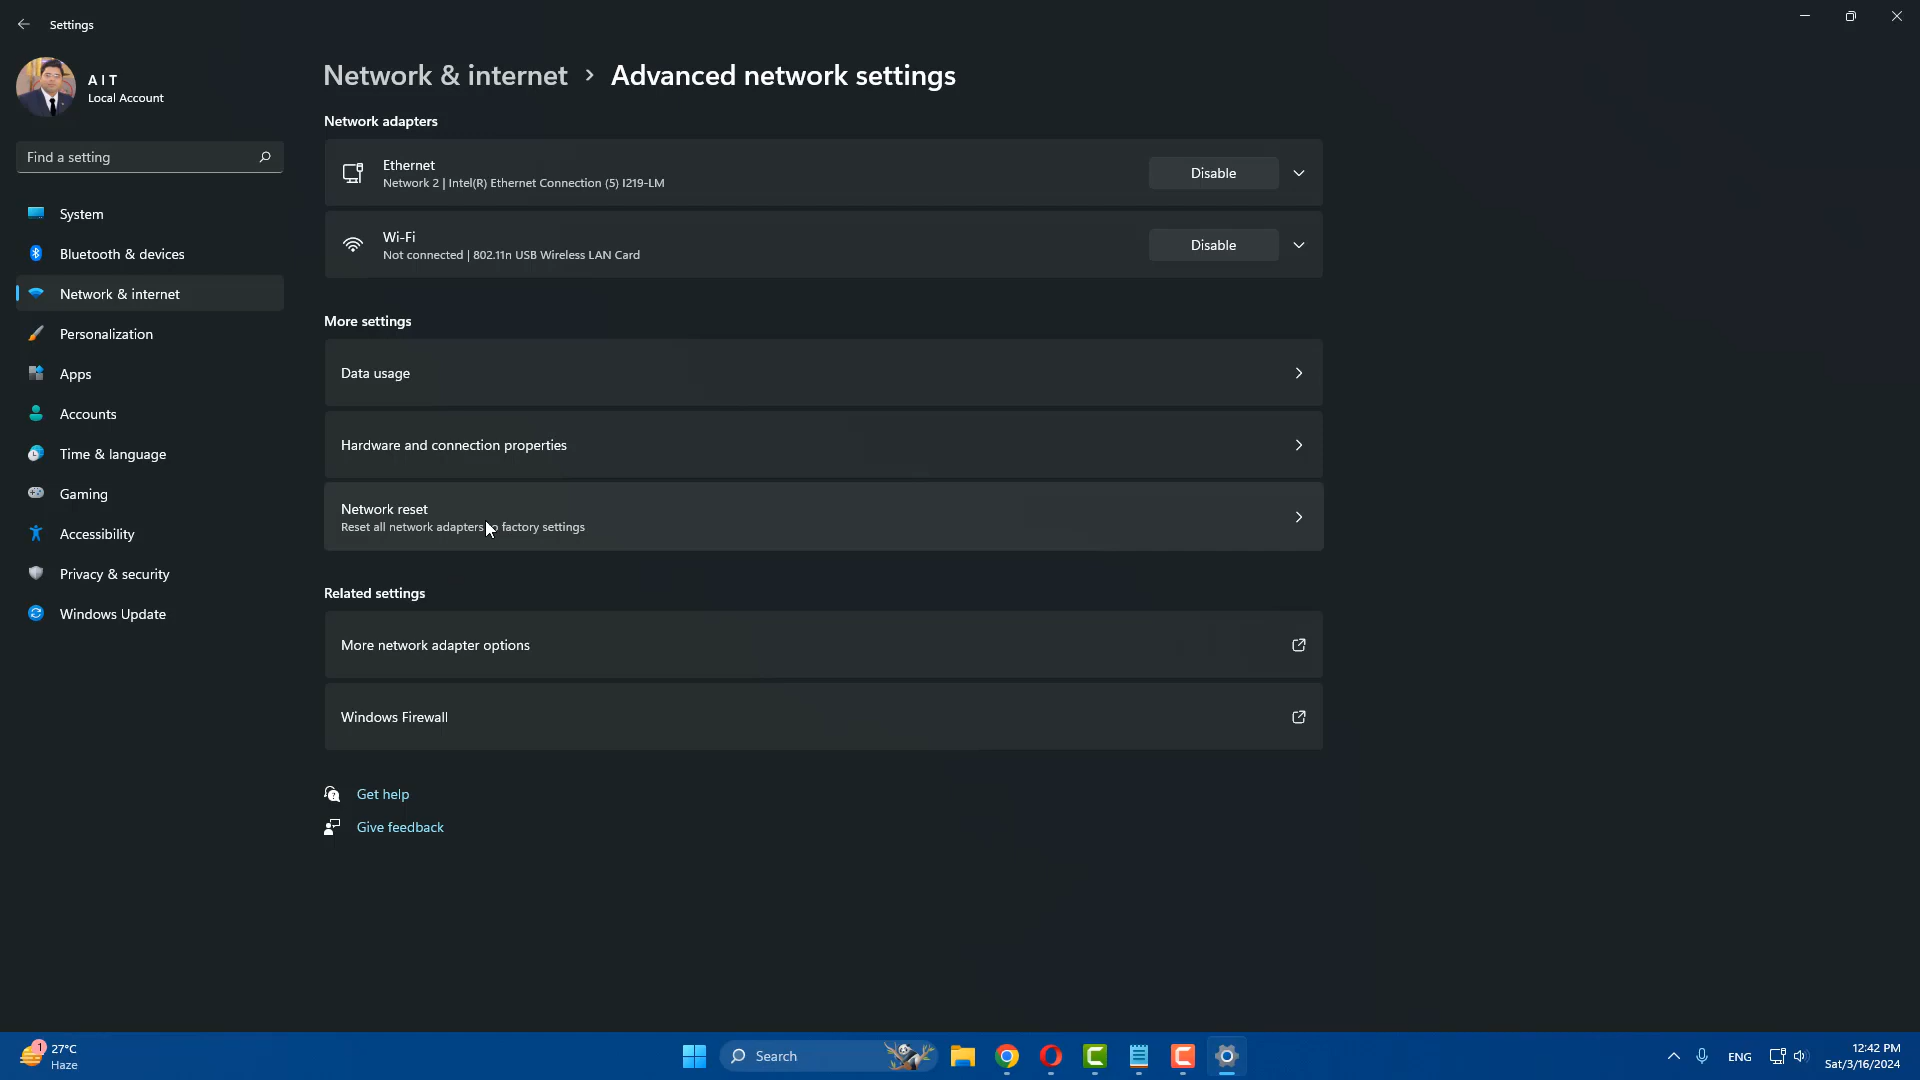 Settings
A I T
Local Account
Find a setting
System
Bluetooth & devices
Network & internet
Personalization
Apps
Accounts
Time & language
Gaming
Accessibility
Privacy & security
Windows Update
Network & internet > Advanced network settings
Network adapters
Ethernet
Network 2 | Intel(R) Ethernet Connection (5) I219-LM
Disable
Wi-Fi
Not connected | 802.11n USB Wireless LAN Card
Disable
More settings
Data usage
Hardware and connection properties
Network reset
Reset all network adapters to factory settings
Related settings
More network adapter options
Windows Firewall
Get help
Give feedback
1
27°C
Haze
Search
ENG
12:42 PM
Sat/3/16/2024